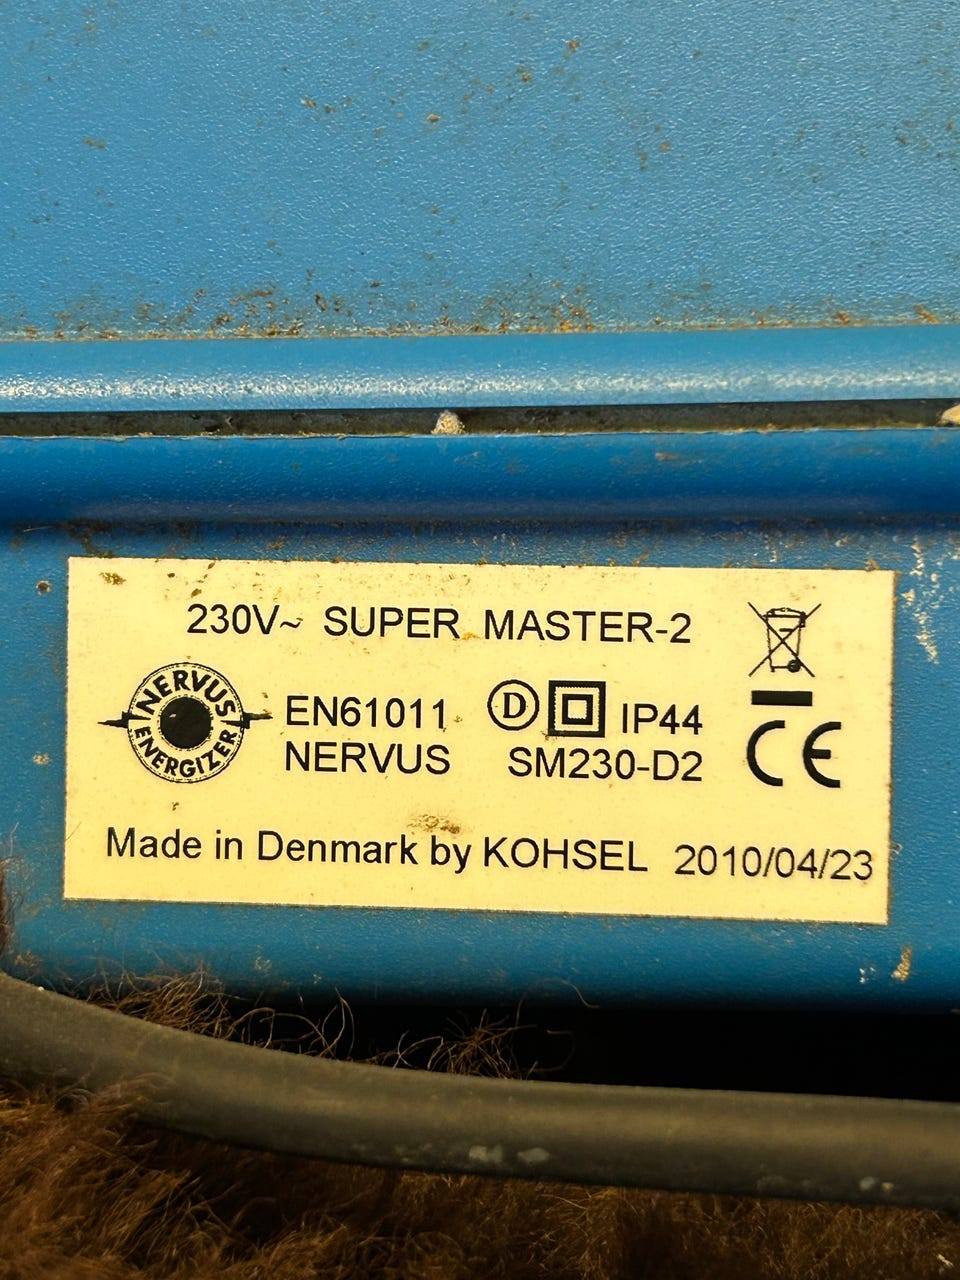 230V~ SUPER MASTER-2
NERVUS
ENERGIZER
EN61011 D IP44
NERVUS SM230-D2
CE
Made in Denmark by KOHSEL 2010/04/23